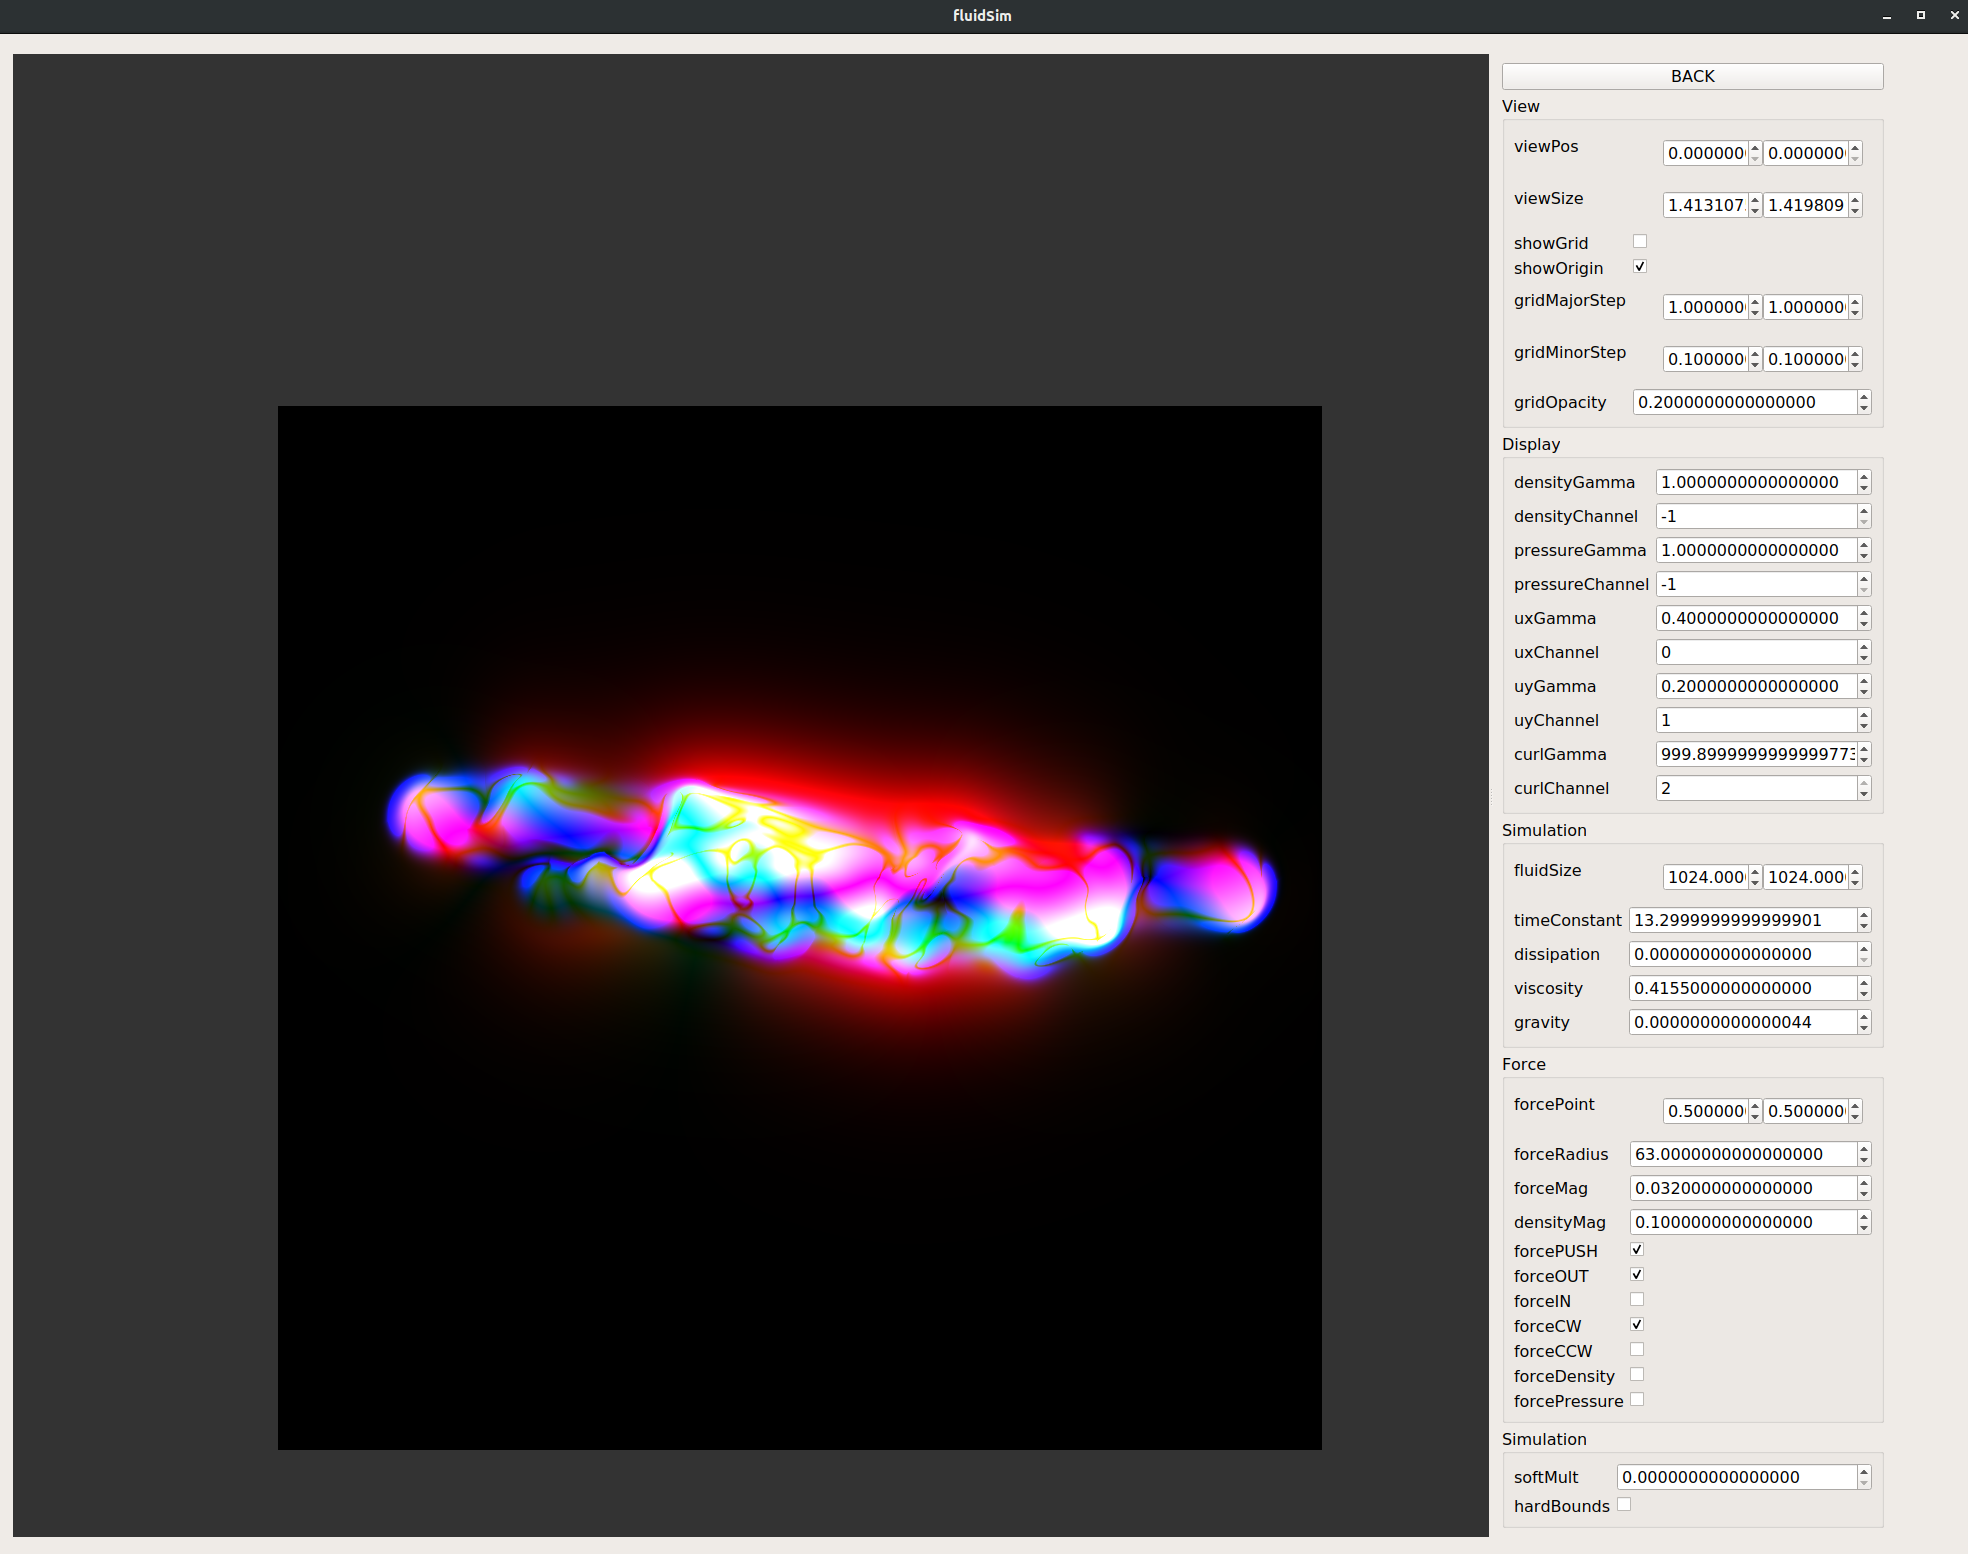 fluidSim
BACK
View
viewPos 0.000000 0.000000
viewSize 1.413107 1.419809
showGrid
showOrigin
gridMajorStep 1.000000 1.000000
gridMinorStep 0.100000 0.100000
gridOpacity 0.2000000000000000
Display
densityGamma 1.0000000000000000
densityChannel -1
pressureGamma 1.0000000000000000
pressureChannel -1
uxGamma 0.4000000000000000
uxChannel 0
uyGamma 0.2000000000000000
uyChannel 1
curlGamma 999.8999999999999773
curlChannel 2
Simulation
fluidSize 1024.000 1024.000
timeConstant 13.2999999999999901
dissipation 0.0000000000000000
viscosity 0.4155000000000000
gravity 0.0000000000000044
Force
forcePoint 0.500000 0.500000
forceRadius 63.0000000000000000
forceMag 0.0320000000000000
densityMag 0.1000000000000000
forcePUSH
forceOUT
forceIN
forceCW
forceCCW
forceDensity
forcePressure
Simulation
softMult 0.0000000000000000
hardBounds